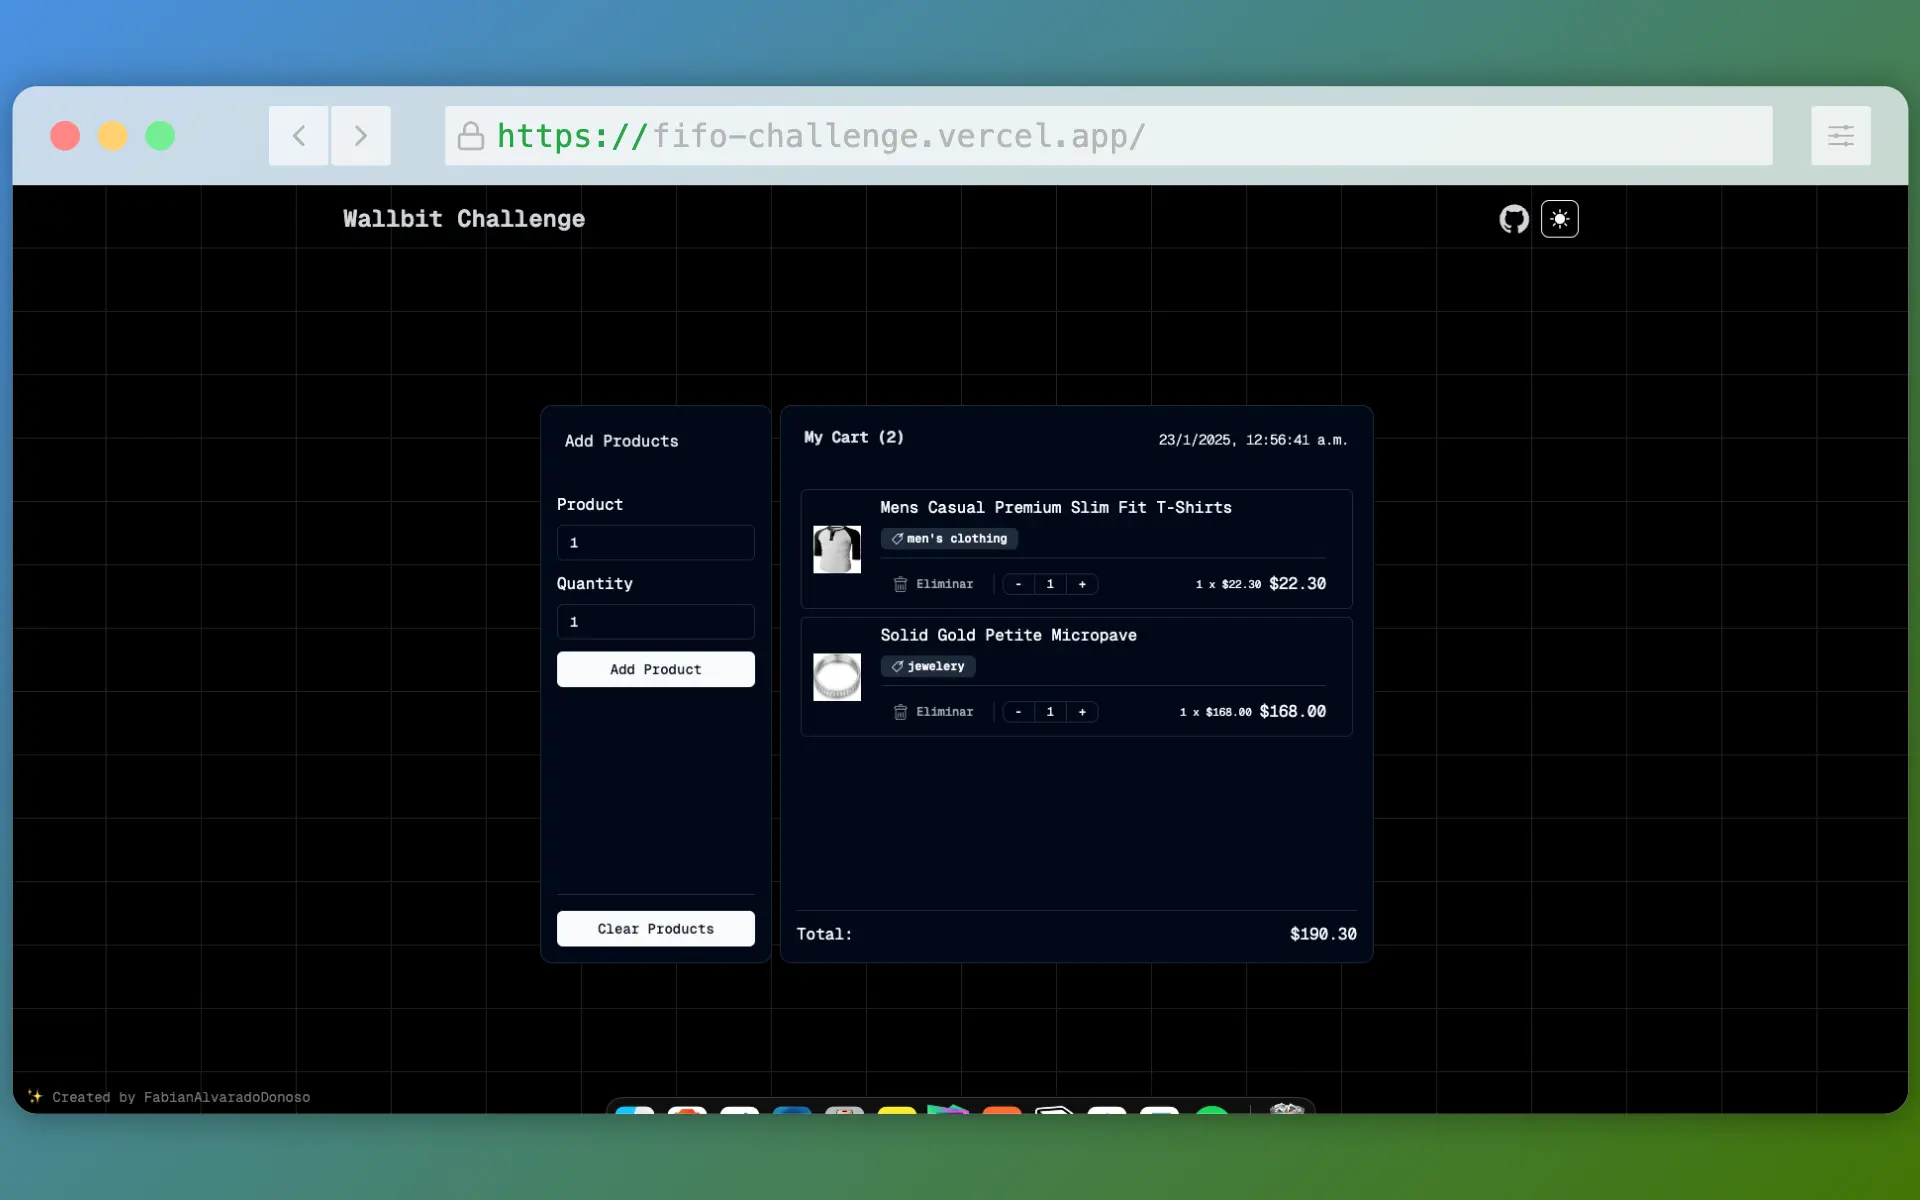 https://fifo-challenge.vercel.app/
Wallbit Challenge
Add Products
Product
1
Quantity
1
Add Product
Clear Products
My Cart (2)
23/1/2025, 12:56:41 a.m.
Mens Casual Premium Slim Fit T-Shirts
men's clothing
Eliminar - 1 + 1 x $22.30 $22.30
Solid Gold Petite Micropave
jewelery
Eliminar - 1 + 1 x $168.00 $168.00
Total: $190.30
✨ Created by FabianAlvaradoDonoso